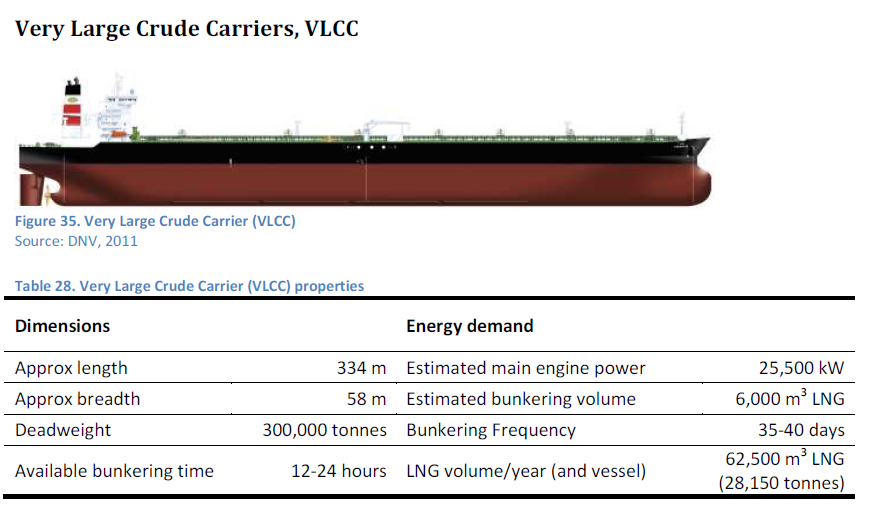 Very Large Crude Carriers, VLCC
Figure 35. Very Large Crude Carrier (VLCC)
Source: DNV, 2011
Table 28. Very Large Crude Carrier (VLCC) properties
Dimensions Energy demand
Approx length 334 m Estimated main engine power 25,500 kW
Approx breadth 58 m Estimated bunkering volume 6,000 m³ LNG
Deadweight 300,000 tonnes Bunkering Frequency 35-40 days
Available bunkering time 12-24 hours LNG volume/year (and vessel) 62,500 m³ LNG
(28,150 tonnes)